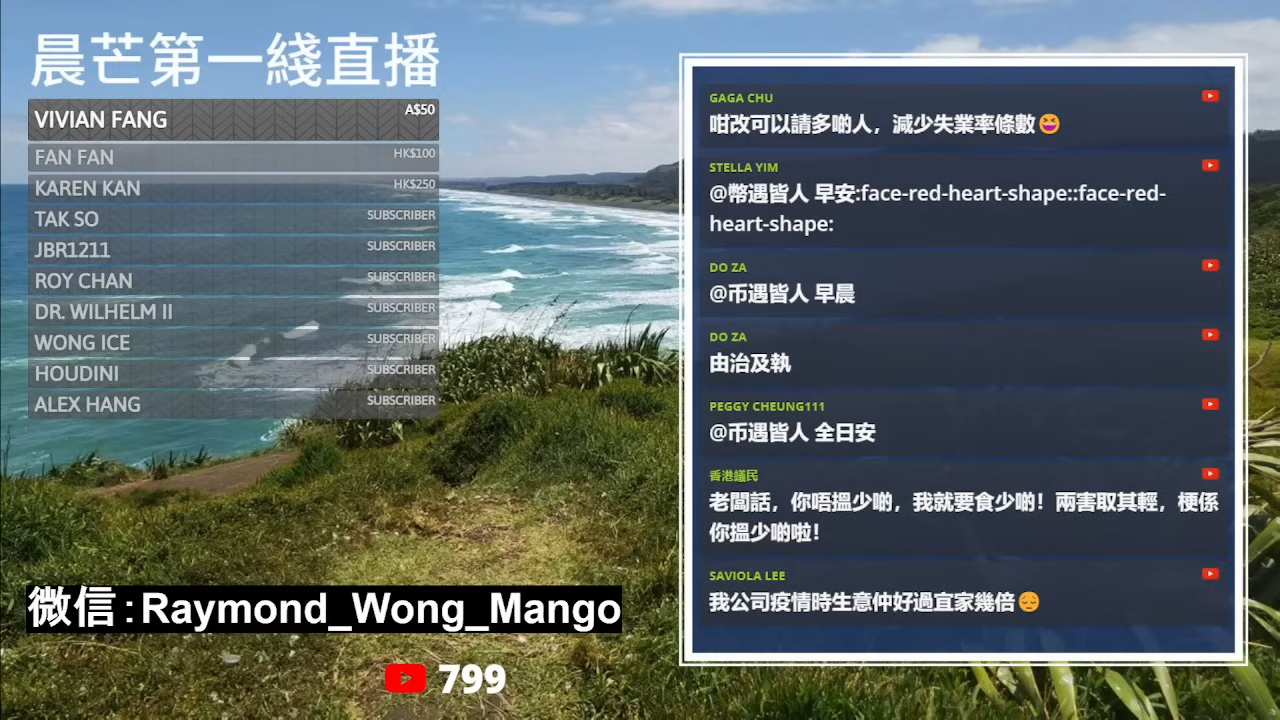 晨芒第一綫直播
VIVIAN FANG A$50
FAN FAN HK$100
KAREN KAN HK$250
TAK SO SUBSCRIBER
JBR1211 SUBSCRIBER
ROY CHAN SUBSCRIBER
DR. WILHELM II SUBSCRIBER
WONG ICE SUBSCRIBER
HOUDINI SUBSCRIBER
ALEX HANG SUBSCRIBER
微信:Raymond_Wong_Mango
799
GAGA CHU
咁改可以請多啲人，減少失業率條數😆
STELLA YIM
@幣遇皆人 早安:face-red-heart-shape::face-red-
heart-shape:
DO ZA
@币遇皆人 早晨
DO ZA
由治及執
PEGGY CHEUNG111
@币遇皆人 全日安
香港鏹民
老闆話，你唔搵少啲，我就要食少啲！兩害取其輕，梗係
你搵少啲啦！
SAVIOLA LEE
我公司疫情時生意仲好過宜家幾倍😔